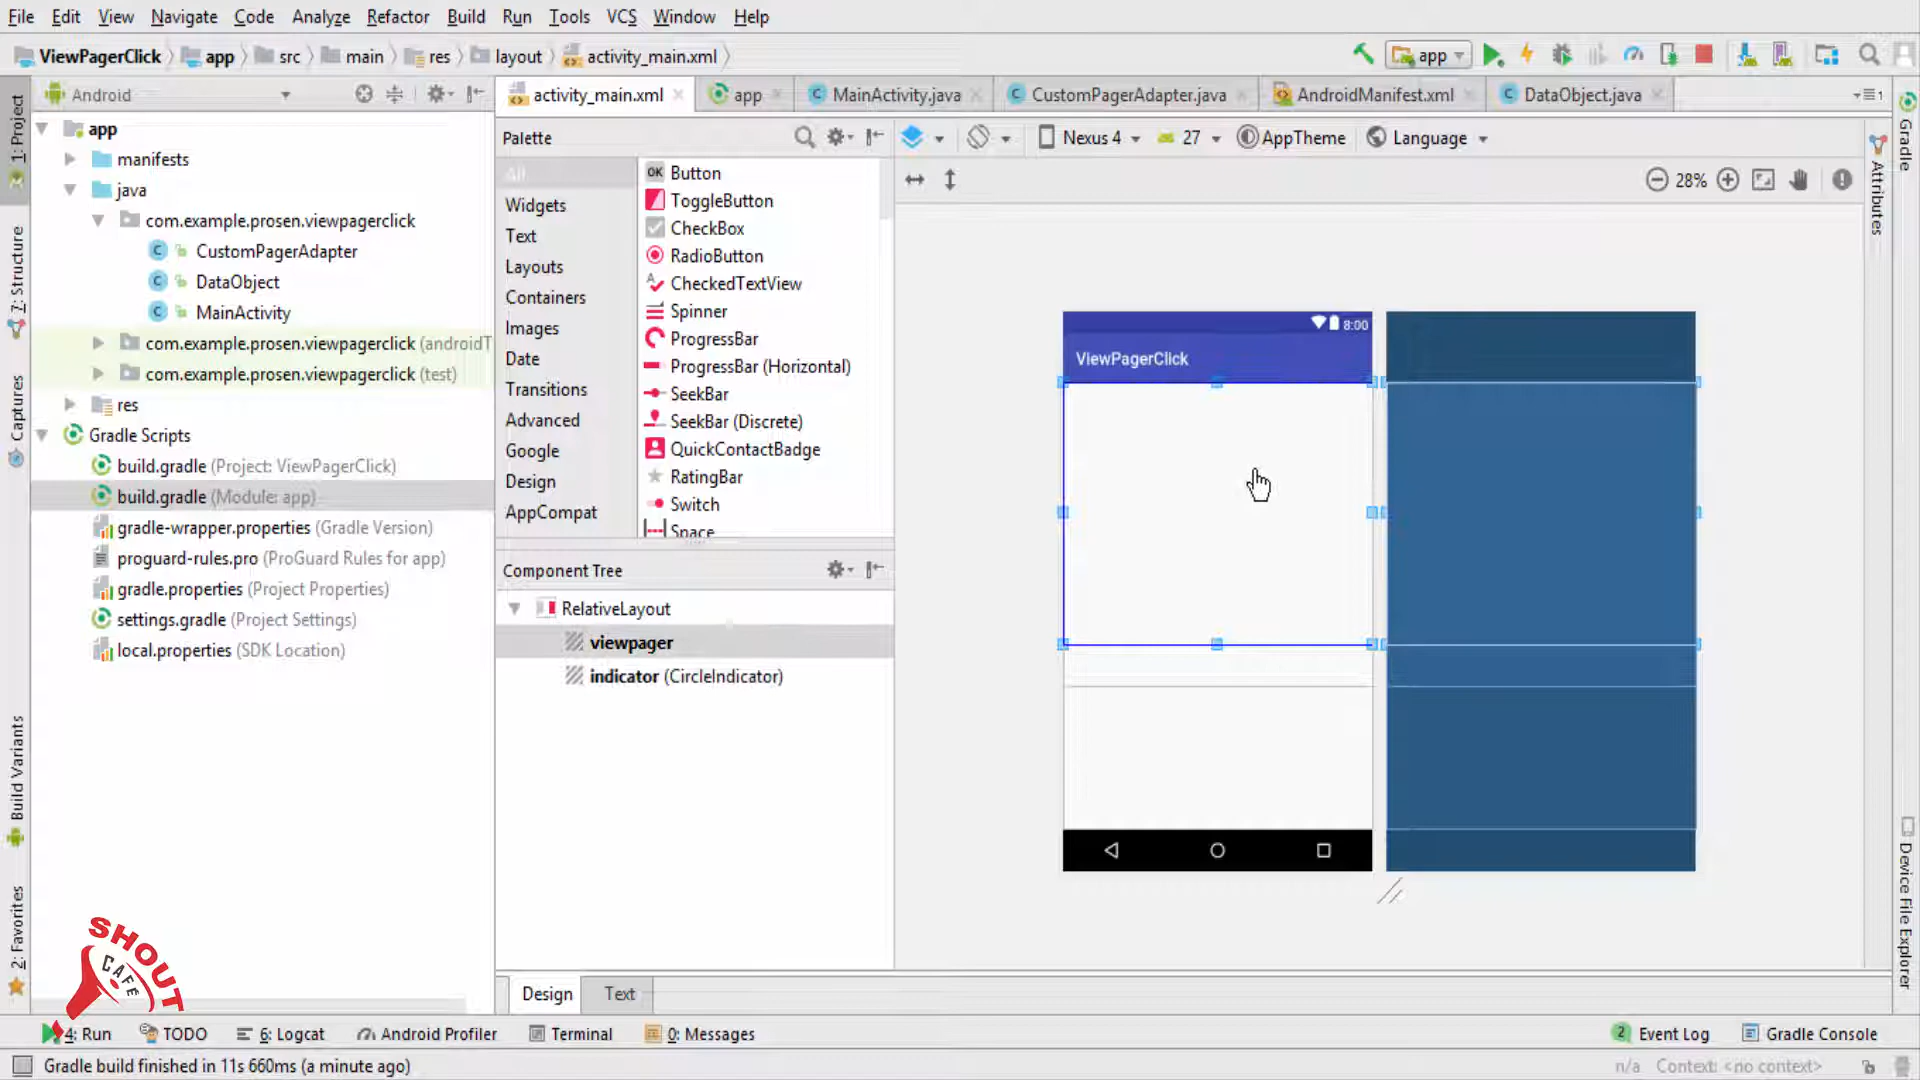 File Edit View Navigate Code Analyze Refactor Build Run Tools VCS Window Help
ViewPagerClick app src main res layout activity_main.xml app
Android
activity_main.xml app MainActivity.java CustomPagerAdapter.java AndroidManifest.xml DataObject.java
1: Project
7: Structure
Captures
Build Variants
2: Favorites
app
manifests
java
com.example.prosen.viewpagerclick
CustomPagerAdapter
DataObject
MainActivity
com.example.prosen.viewpagerclick (androidT
com.example.prosen.viewpagerclick (test)
res
Gradle Scripts
build.gradle (Project: ViewPagerClick)
build.gradle (Module: app)
gradle-wrapper.properties (Gradle Version)
proguard-rules.pro (ProGuard Rules for app)
gradle.properties (Project Properties)
settings.gradle (Project Settings)
local.properties (SDK Location)
SHOUT
CAFE
Palette
All
Widgets
Text
Layouts
Containers
Images
Date
Transitions
Advanced
Google
Design
AppCompat
OK Button
ToggleButton
CheckBox
RadioButton
CheckedTextView
Spinner
ProgressBar
ProgressBar (Horizontal)
SeekBar
SeekBar (Discrete)
QuickContactBadge
RatingBar
Switch
Space
Component Tree
RelativeLayout
viewpager
indicator (CircleIndicator)
Nexus 4 27 AppTheme Language
28%
8:00
ViewPagerClick
Gradle
Attributes
Device File Explorer
Design Text
4: Run TODO 6: Logcat Android Profiler Terminal 0: Messages 2 Event Log Gradle Console
Gradle build finished in 11s 660ms (a minute ago) n/a Context: <no context>